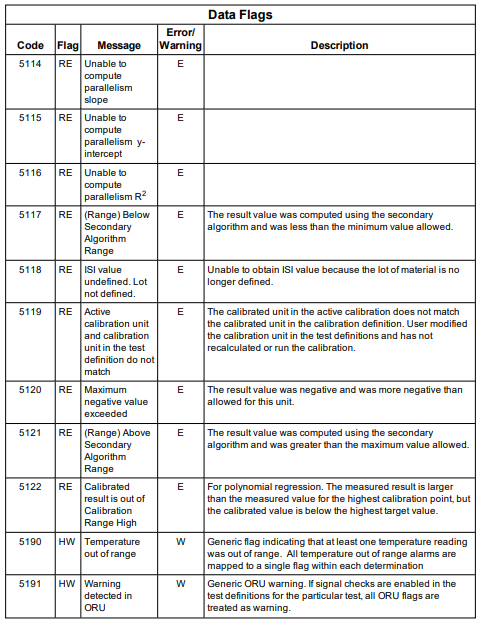 Data Flags
Code Flag Message Error/ Warning Description
5114 RE Unable to E
compute
parallelism
slope
5115 RE Unable to E
compute
parallelism y-
intercept
5116 RE Unable to E
compute
parallelism R2
5117 RE (Range) Below E The result value was computed using the secondary
Secondary algorithm and was less than the minimum value allowed.
Algorithm
Range
5118 RE ISI value E Unable to obtain ISI value because the lot of material is no
undefined. Lot longer defined.
not defined.
5119 RE Active E The calibrated unit in the active calibration does not match
calibration unit the calibrated unit in the calibration definition. User modified
and calibration the calibration unit in the test definitions and has not
unit in the test recalculated or run the calibration.
definition do not
match
5120 RE Maximum E The result value was negative and was more negative than
negative value allowed for this unit.
exceeded
5121 RE (Range) Above E The result value was computed using the secondary
Secondary algorithm and was greater than the maximum value allowed.
Algorithm
Range
5122 RE Calibrated E For polynomial regression. The measured result is larger
result is out of than the measured value for the highest calibration point, but
Calibration the calibrated value is below the highest target value.
Range High
5190 HW Temperature W Generic flag indicating that at least one temperature reading
out of range was out of range. All temperature out of range alarms are
mapped to a single flag within each determination
5191 HW Warning W Generic ORU warning. If signal checks are enabled in the
detected in test definitions for the particular test, all ORU flags are
ORU treated as warning.